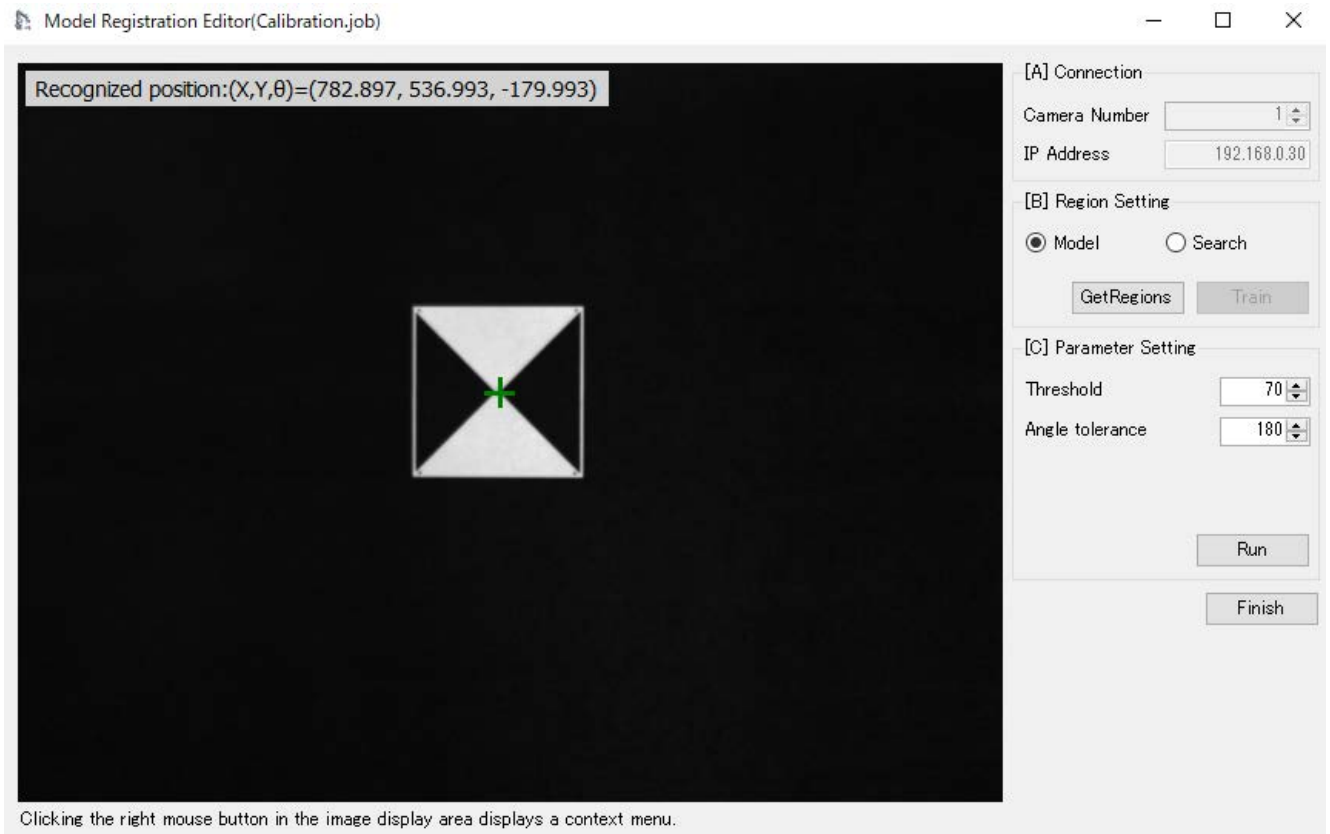 Model Registration Editor(Calibration.job)
Recognized position:(X,Y,θ)=(782.897, 536.993, -179.993)
[A] Connection
Camera Number 1
IP Address 192.168.0.30
[B] Region Setting
Model Search
GetRegions Train
[C] Parameter Setting
Threshold 70
Angle tolerance 180
Run
Finish
Clicking the right mouse button in the image display area displays a context menu.